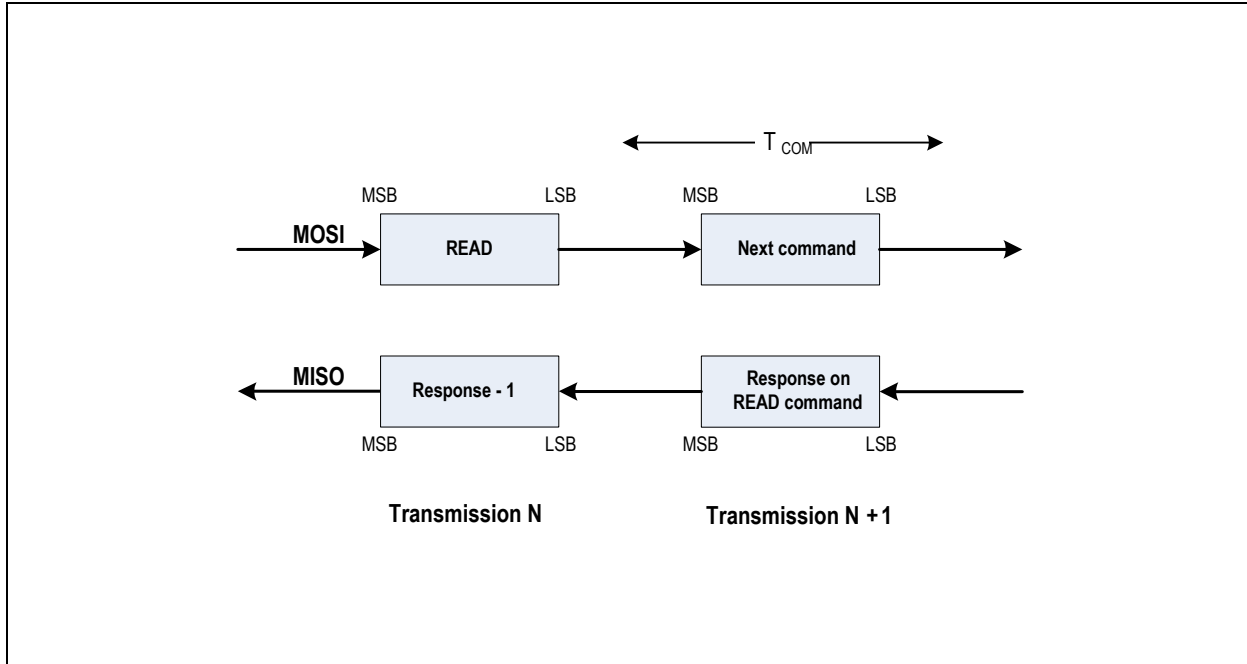 T COM
MSB LSB MSB LSB
MOSI READ Next command
MISO Response - 1 Response on
READ command
MSB LSB MSB LSB
Transmission N Transmission N + 1